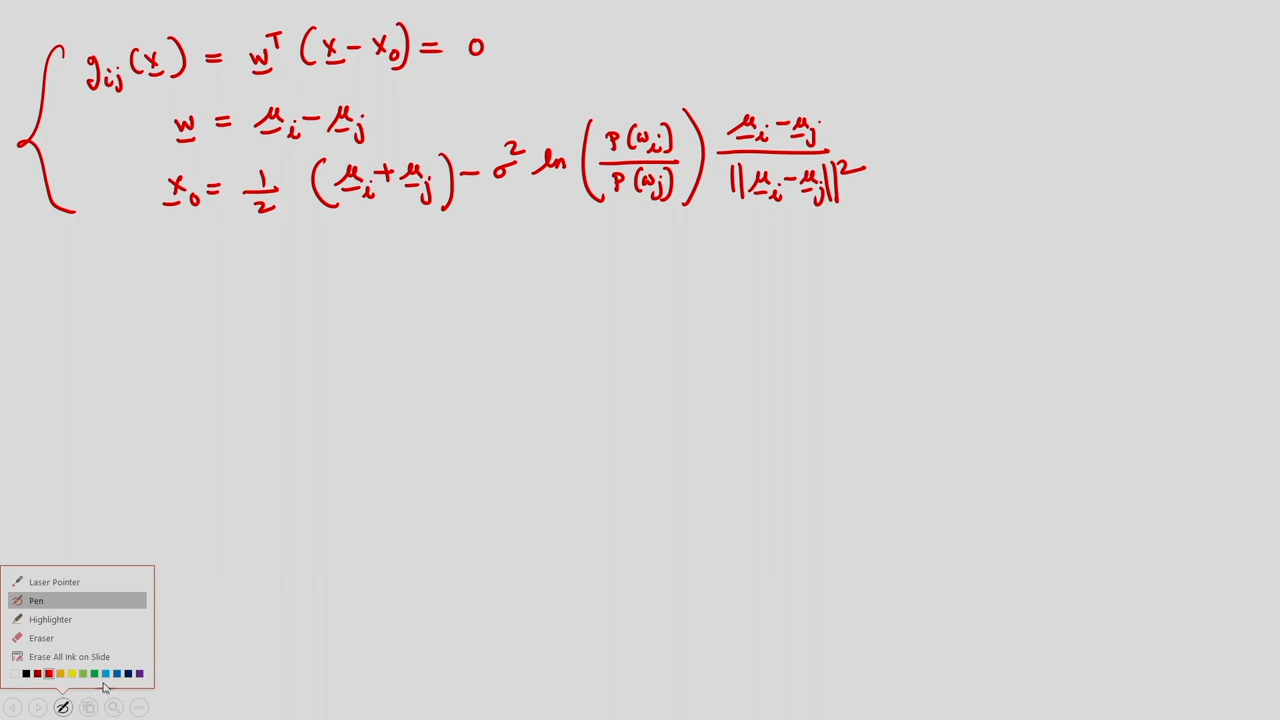 g_ij(x) = w^T (x - x_0) = 0
w = μ_i - μ_j
x_0 = 1/2 (μ_i + μ_j) - σ^2 ln (P(ω_i) / P(ω_j)) (μ_i - μ_j) / ||μ_i - μ_j||^2
Laser Pointer
Pen
Highlighter
Eraser
Erase All Ink on Slide